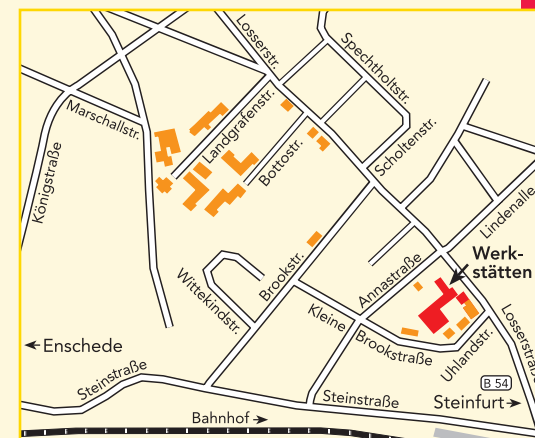 Losserstr.
Spechtholtstr.
Marschallstr.
Landgrafenstr.
Scholtenstr.
Königstraße
Bottostr.
Lindenalle
Werk-
stätten
Annastraße
Brookstr.
Wittekindstr.
Kleine
Brookstraße
Losserstraße
Uhlandstr.
Enschede
Steinstraße
B 54
Steinstraße
Steinfurt
Bahnhof